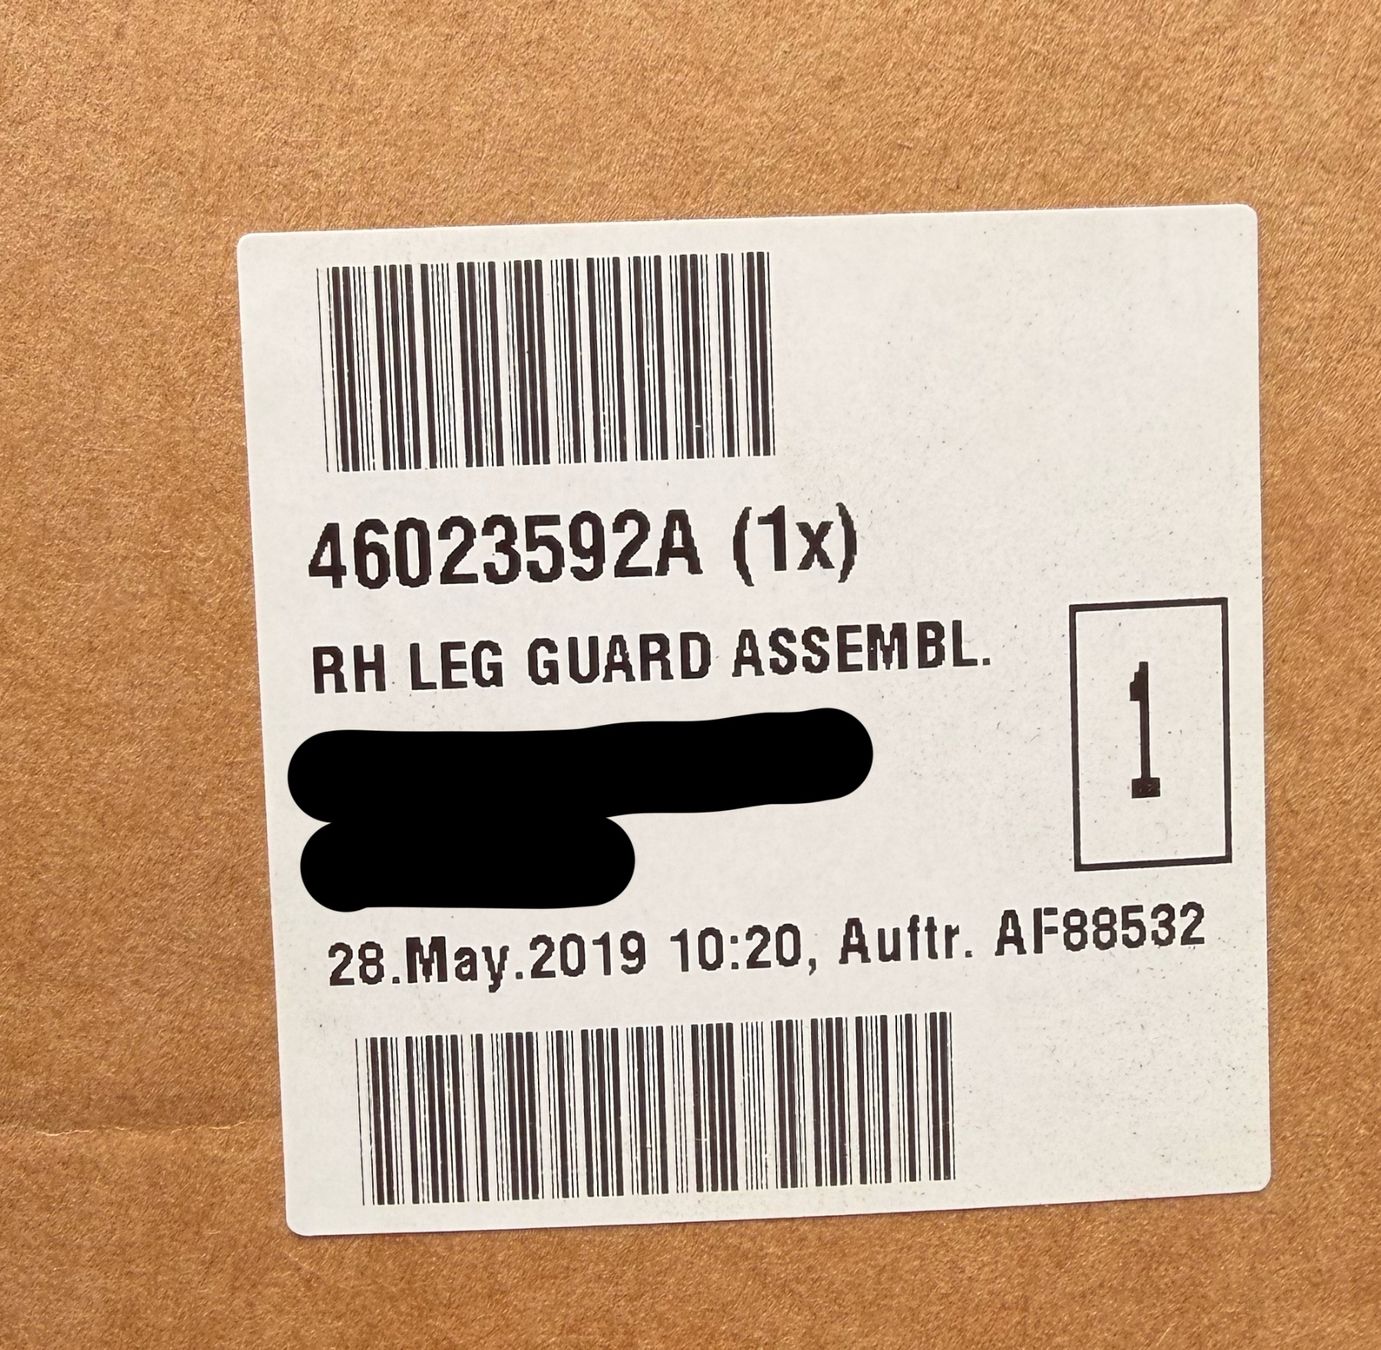 46023592A (1x)
RH LEG GUARD ASSEMBL.
1
28.May.2019 10:20, Auftr. AF88532